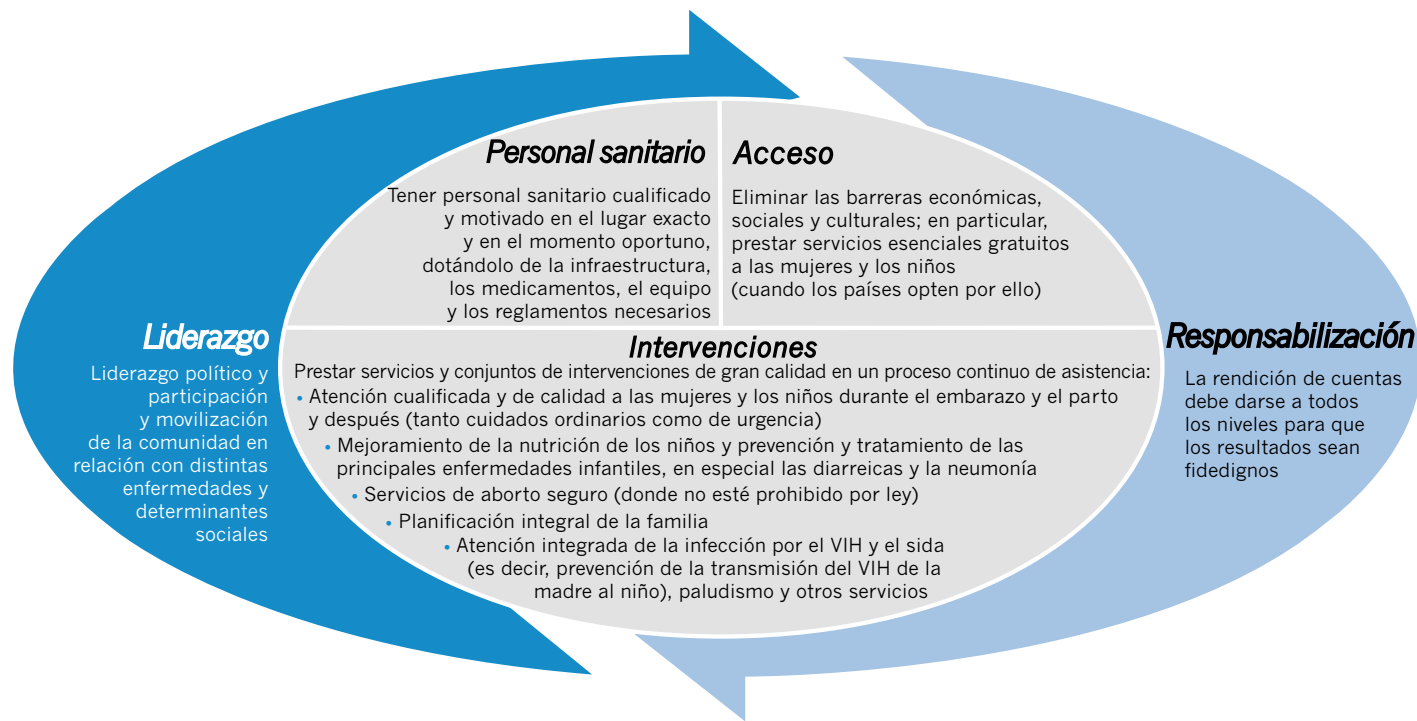 Personal sanitario
Tener personal sanitario cualificado
y motivado en el lugar exacto
y en el momento oportuno,
dotándolo de la infraestructura,
los medicamentos, el equipo
y los reglamentos necesarios
Acceso
Eliminar las barreras económicas,
sociales y culturales; en particular,
prestar servicios esenciales gratuitos
a las mujeres y los niños
(cuando los países opten por ello)
Liderazgo
Liderazgo político y
participación
y movilización
de la comunidad en
relación con distintas
enfermedades y
determinantes
sociales
Intervenciones
Prestar servicios y conjuntos de intervenciones de gran calidad en un proceso continuo de asistencia:
• Atención cualificada y de calidad a las mujeres y los niños durante el embarazo y el parto
y después (tanto cuidados ordinarios como de urgencia)
• Mejoramiento de la nutrición de los niños y prevención y tratamiento de las
principales enfermedades infantiles, en especial las diarreicas y la neumonía
• Servicios de aborto seguro (donde no esté prohibido por ley)
• Planificación integral de la familia
• Atención integrada de la infección por el VIH y el sida
(es decir, prevención de la transmisión del VIH de la
madre al niño), paludismo y otros servicios
Responsabilización
La rendición de cuentas
debe darse a todos
los niveles para que
los resultados sean
fidedignos